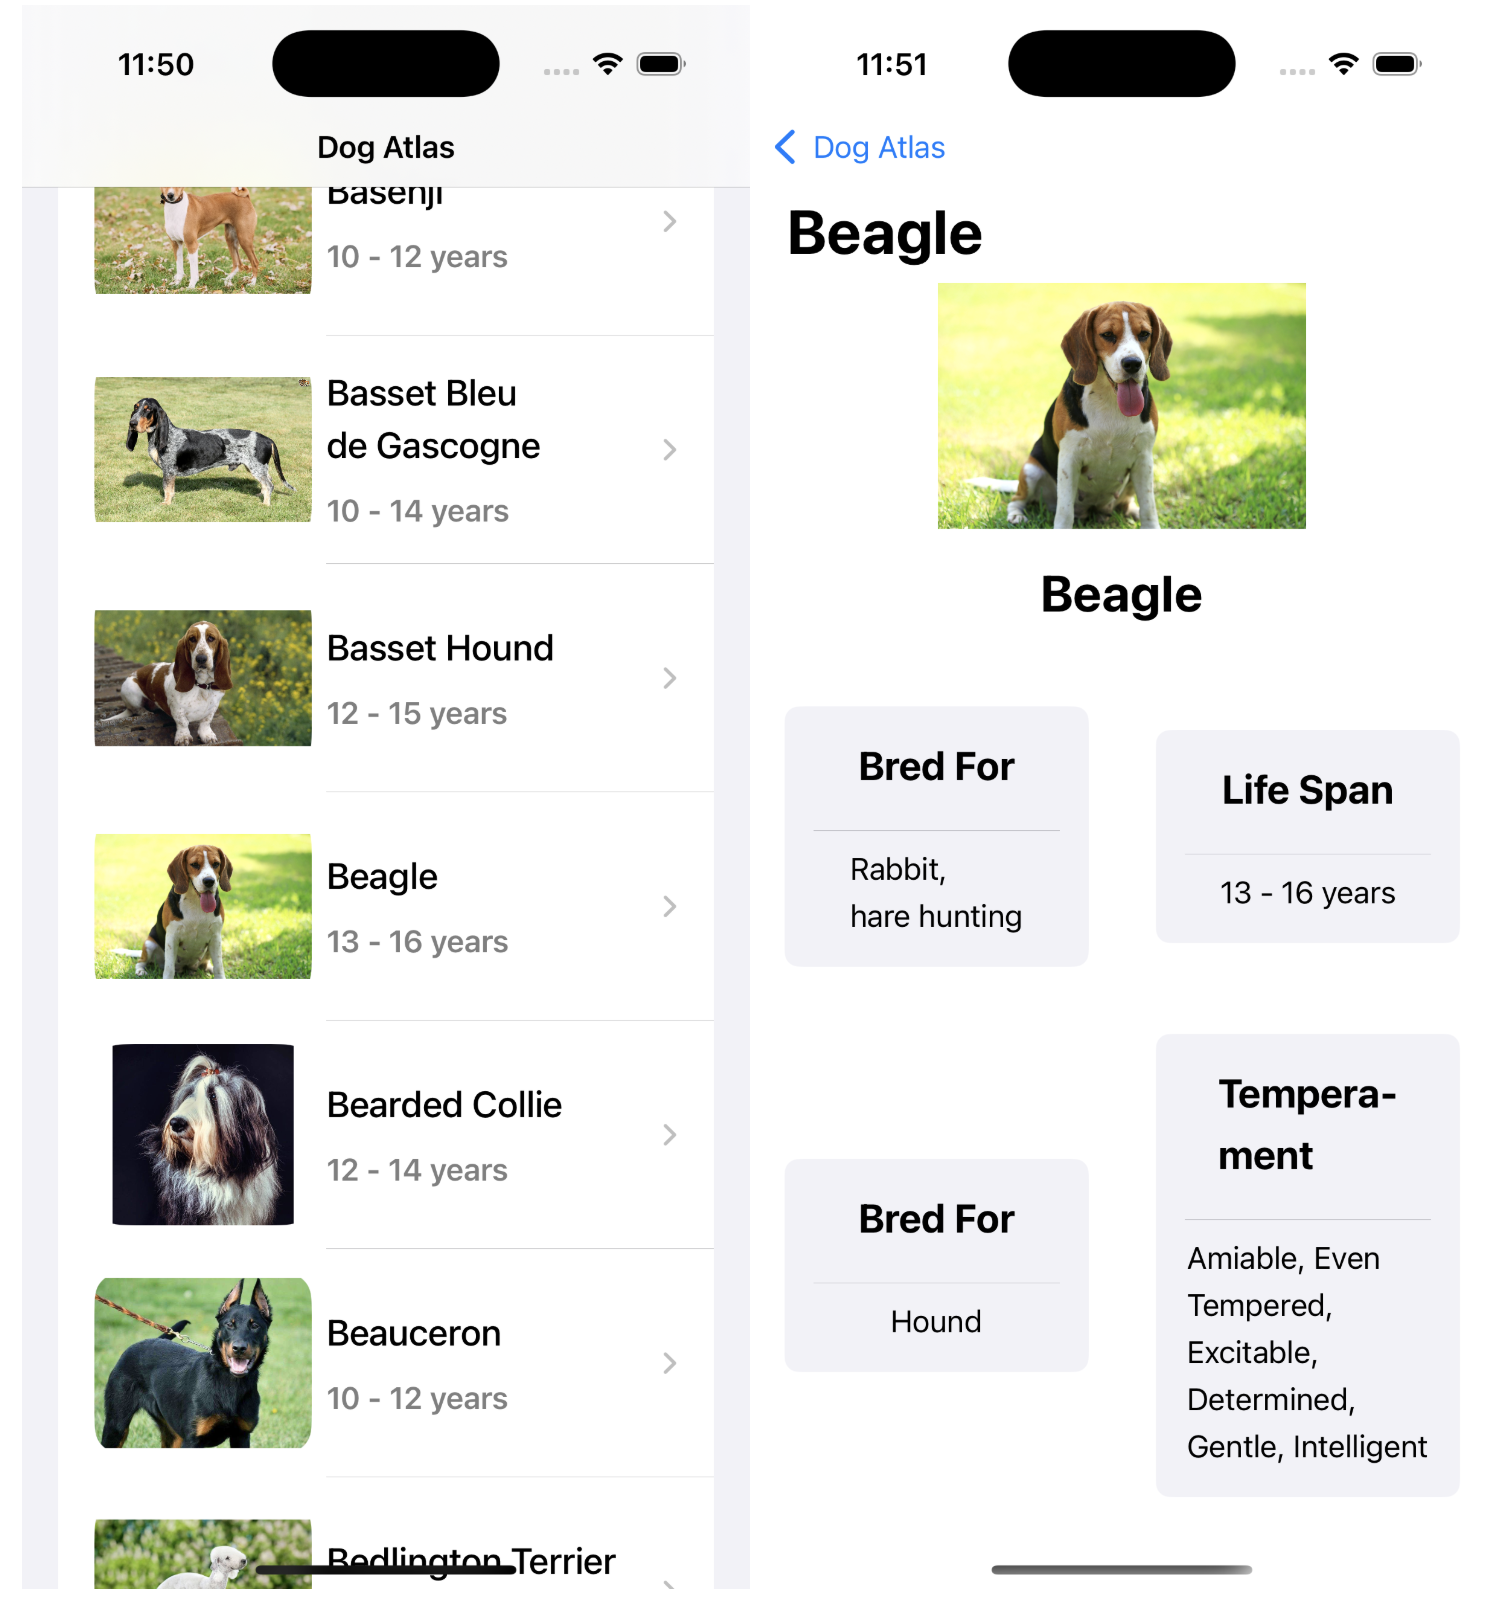 11:50
Dog Atlas
Basenji
10 - 12 years
Basset Bleu
de Gascogne
10 - 14 years
Basset Hound
12 - 15 years
Beagle
13 - 16 years
Bearded Collie
12 - 14 years
Beauceron
10 - 12 years
Bedlington Terrier
11:51
Dog Atlas
Beagle
Beagle
Bred For
Rabbit,
hare hunting
Life Span
13 - 16 years
Bred For
Hound
Tempera-
ment
Amiable, Even
Tempered,
Excitable,
Determined,
Gentle, Intelligent